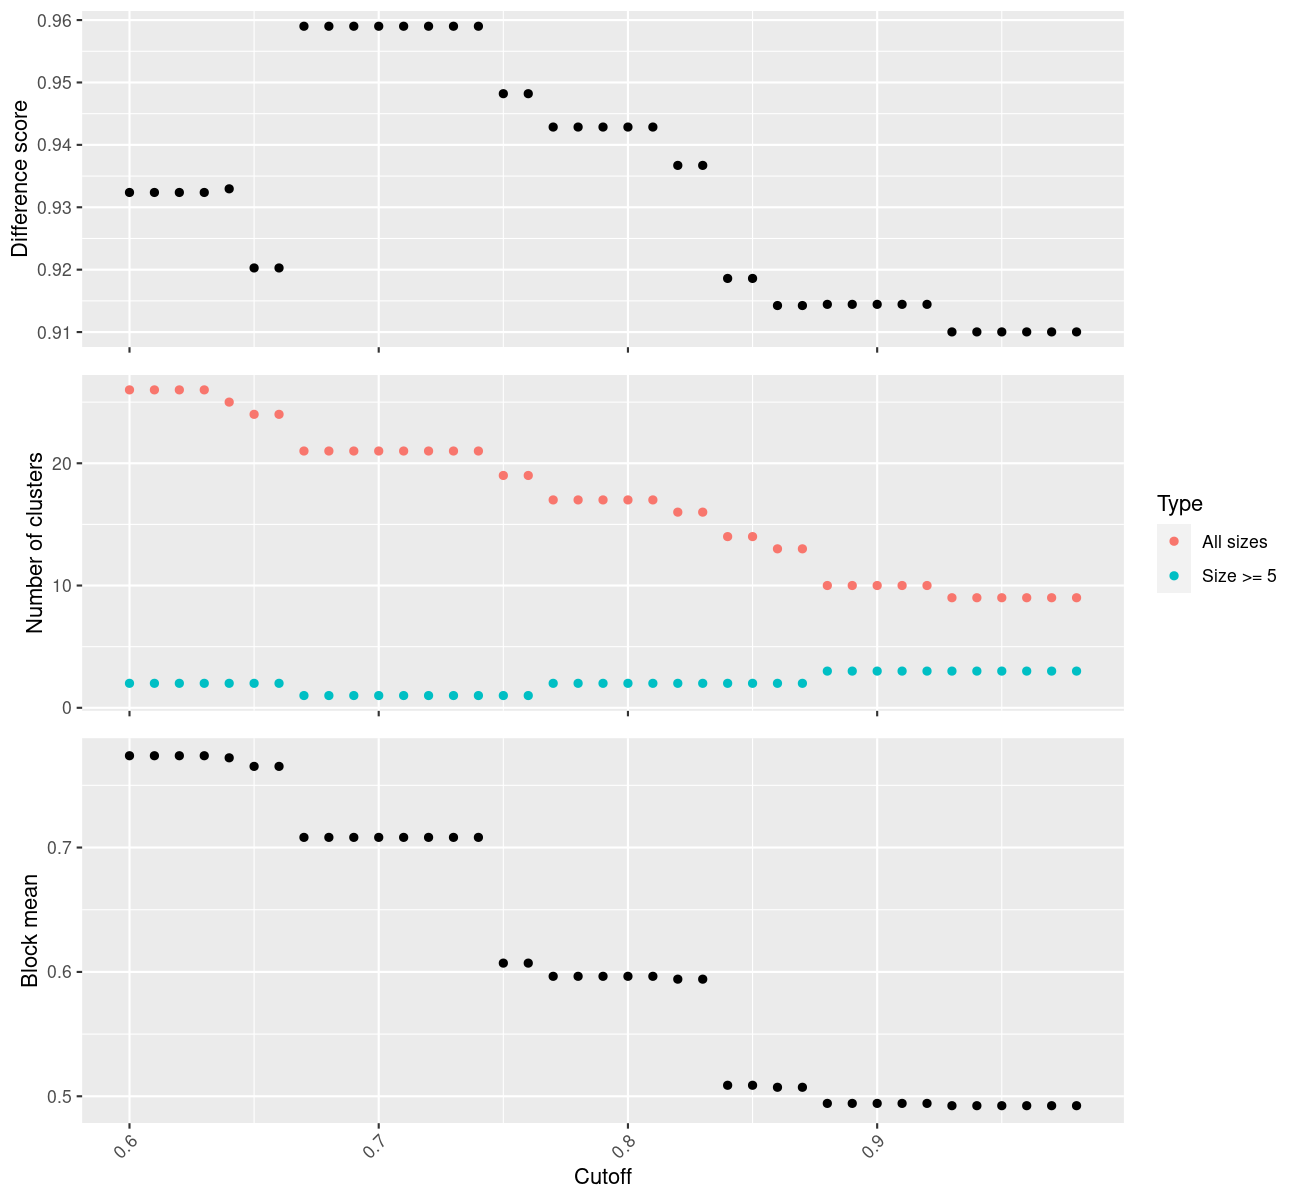 Difference score
0.96
0.95
0.94
0.93
0.92
0.91
Number of clusters
20
10
0
Type
All sizes
Size >= 5
Block mean
0.7
0.6
0.5
0.6
0.7
0.8
0.9
Cutoff